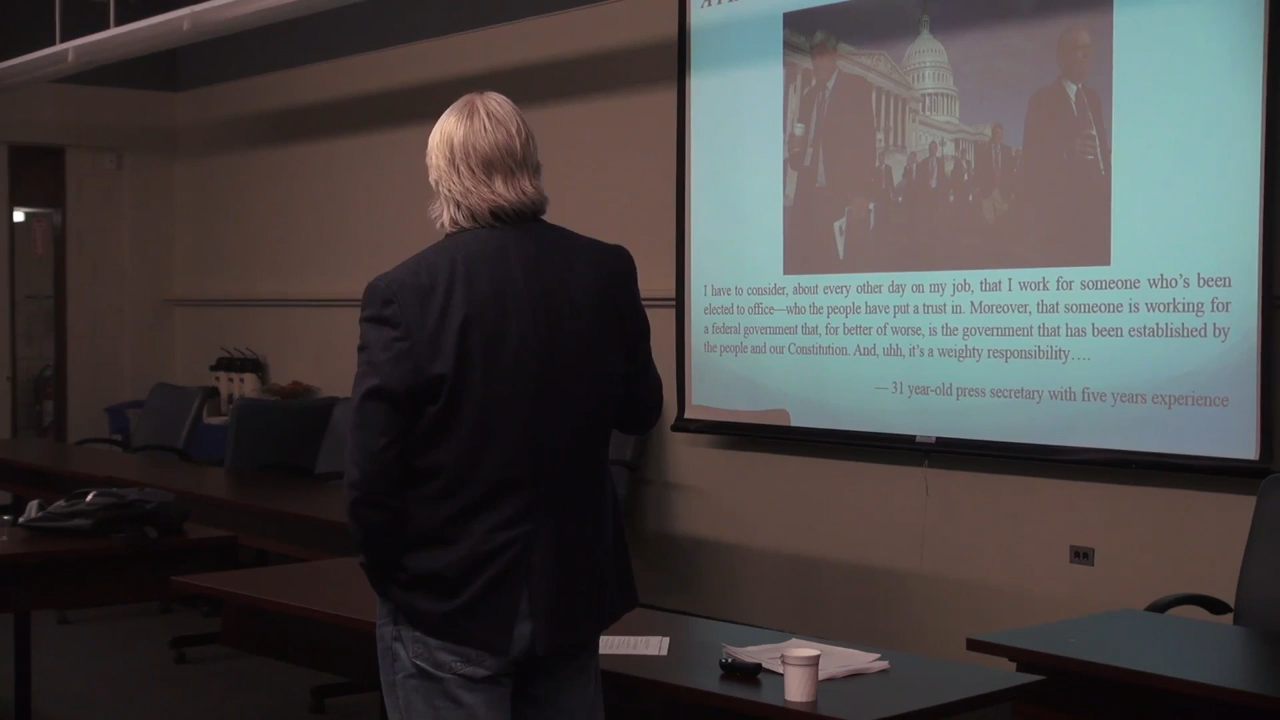 I have to consider, about every other day on my job, that I work for someone who's been
elected to office—who the people have put a trust in. Moreover, that someone is working for
a federal government that, for better of worse, is the government that has been established by
the people and our Constitution. And, uhh, it's a weighty responsibility….
— 31 year-old press secretary with five years experience